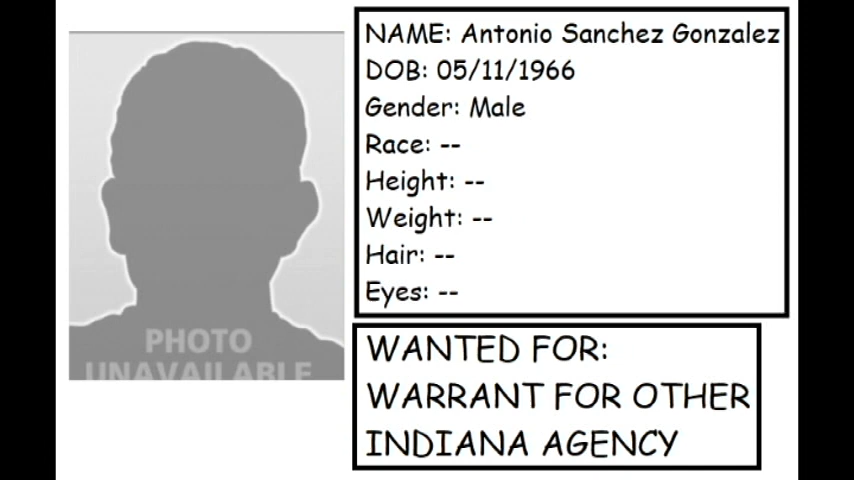 NAME: Antonio Sanchez Gonzalez
DOB: 05/11/1966
Gender: Male
Race: --
Height: --
Weight: --
Hair: --
Eyes: --
PHOTO
UNAVAILABLE
WANTED FOR:
WARRANT FOR OTHER
INDIANA AGENCY